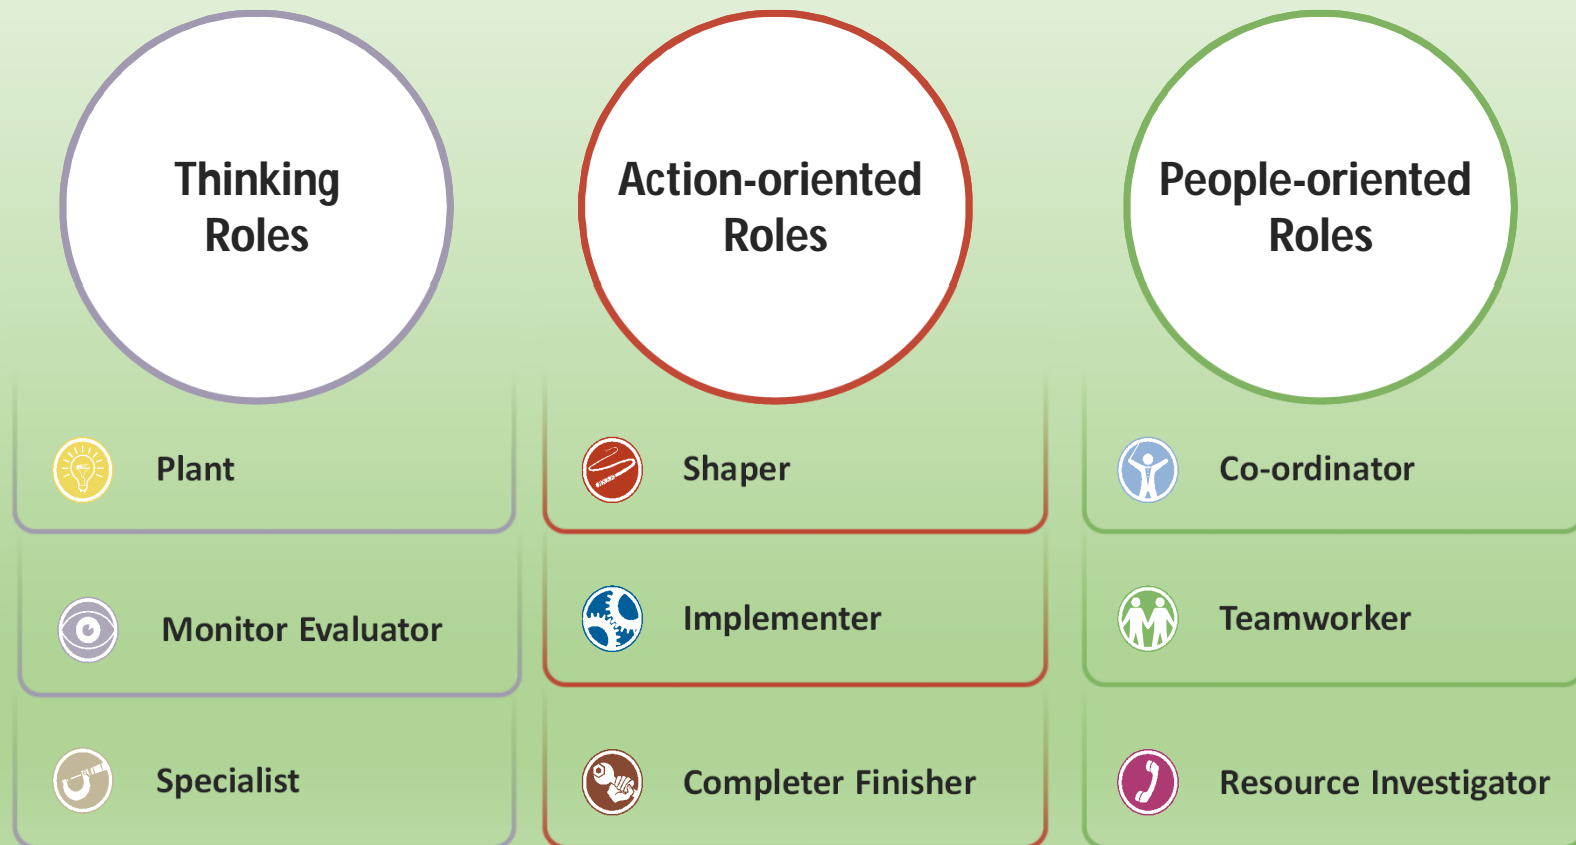 Thinking
Roles
Plant
Monitor Evaluator
Specialist
Action-oriented
Roles
Shaper
Implementer
Completer Finisher
People-oriented
Roles
Co-ordinator
Teamworker
Resource Investigator